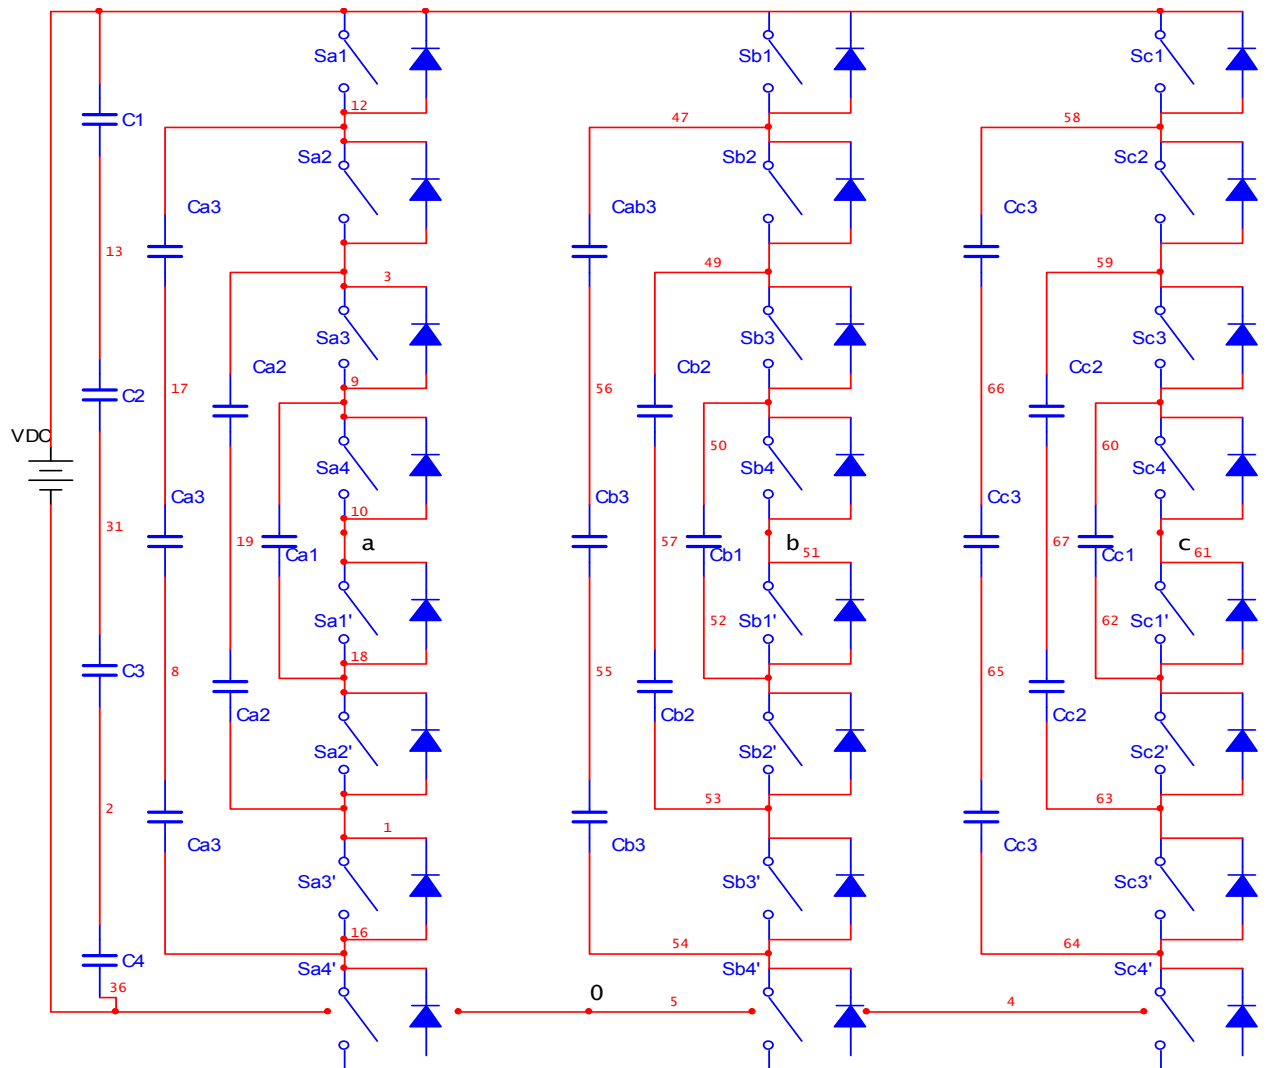 Sa1 Sb1 Sc1
12 47 58
C1
Sa2 Sb2 Sc2
Ca3 Cab3 Cc3
13 3 49 59
Sa3 Sb3 Sc3
Ca2 Cb2 Cc2
C2 17 9 56 66
VDC
50 60
Sa4 Sb4 Sc4
Ca3 Cb3 Cc3
10
31 19 a 57 b 67 c
Ca1 Cb1 51 Cc1 61
Sa1' 52 Sb1' 62 Sc1'
18
C3 8 55 65
Ca2 Cb2 Cc2
Sa2' Sb2' Sc2'
2 53 63
1
Ca3 Cb3 Cc3
Sa3' Sb3' Sc3'
16 54 64
C4 Sa4' Sb4' Sc4'
36 0
5 4